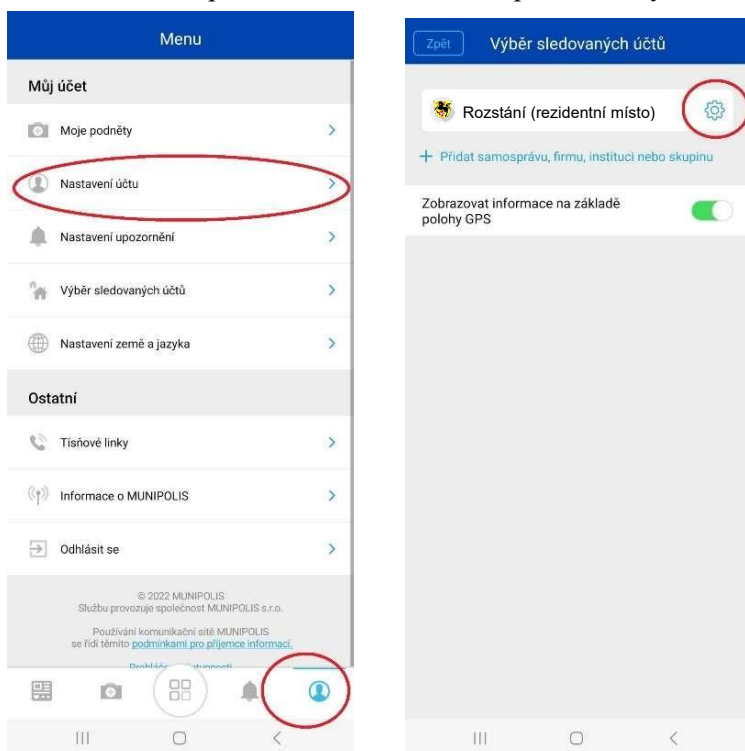 Menu
Můj účet
Moje podněty
Nastavení účtu
Nastavení upozornění
Výběr sledovaných účtů
Nastavení země a jazyka
Ostatní
Tísňové linky
Informace o MUNIPOLIS
Odhlásit se
© 2022 MUNIPOLIS
Službu provozuje společnost MUNIPOLIS s.r.o.
Používání komunikační sítě MUNIPOLIS
se řídí těmito podmínkami pro příjemce informací.
Zpět
Výběr sledovaných účtů
Rozstání (rezidentní místo)
+ Přidat samosprávu, firmu, instituci nebo skupinu
Zobrazovat informace na základě
polohy GPS